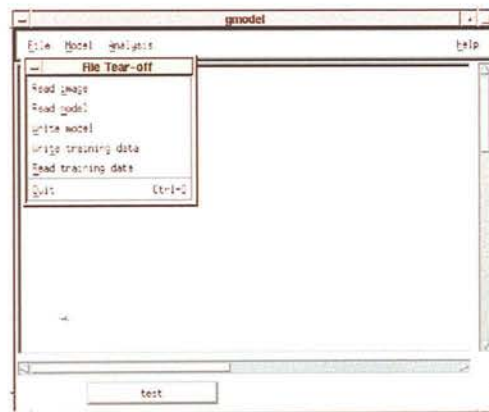 gmodel
File Model Analysis Help
File Tear-off
Read image
Read model
Write model
Write training data
Read training data
Quit Ctrl+C
test